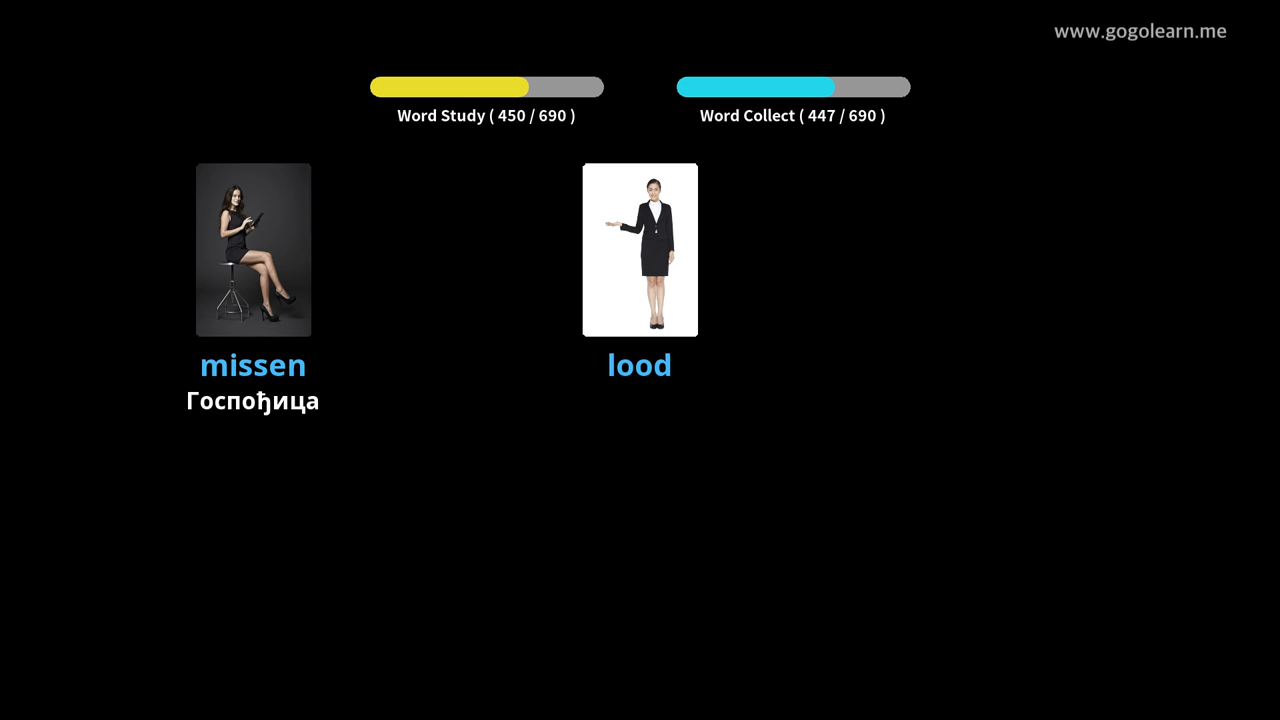 www.gogolearn.me
Word Study ( 450 / 690 )
Word Collect ( 447 / 690 )
missen
lood
Госпођица